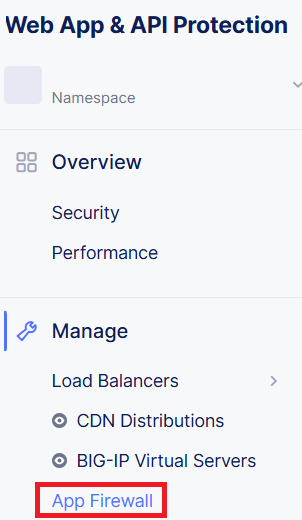 Web App & API Protection
Namespace
Overview
Security
Performance
Manage
Load Balancers
CDN Distributions
BIG-IP Virtual Servers
App Firewall